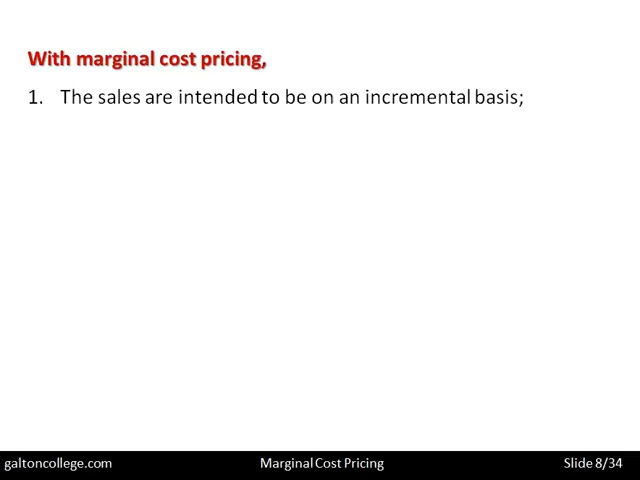 With marginal cost pricing,
1. The sales are intended to be on an incremental basis;
galtoncollege.com Marginal Cost Pricing Slide 8/34